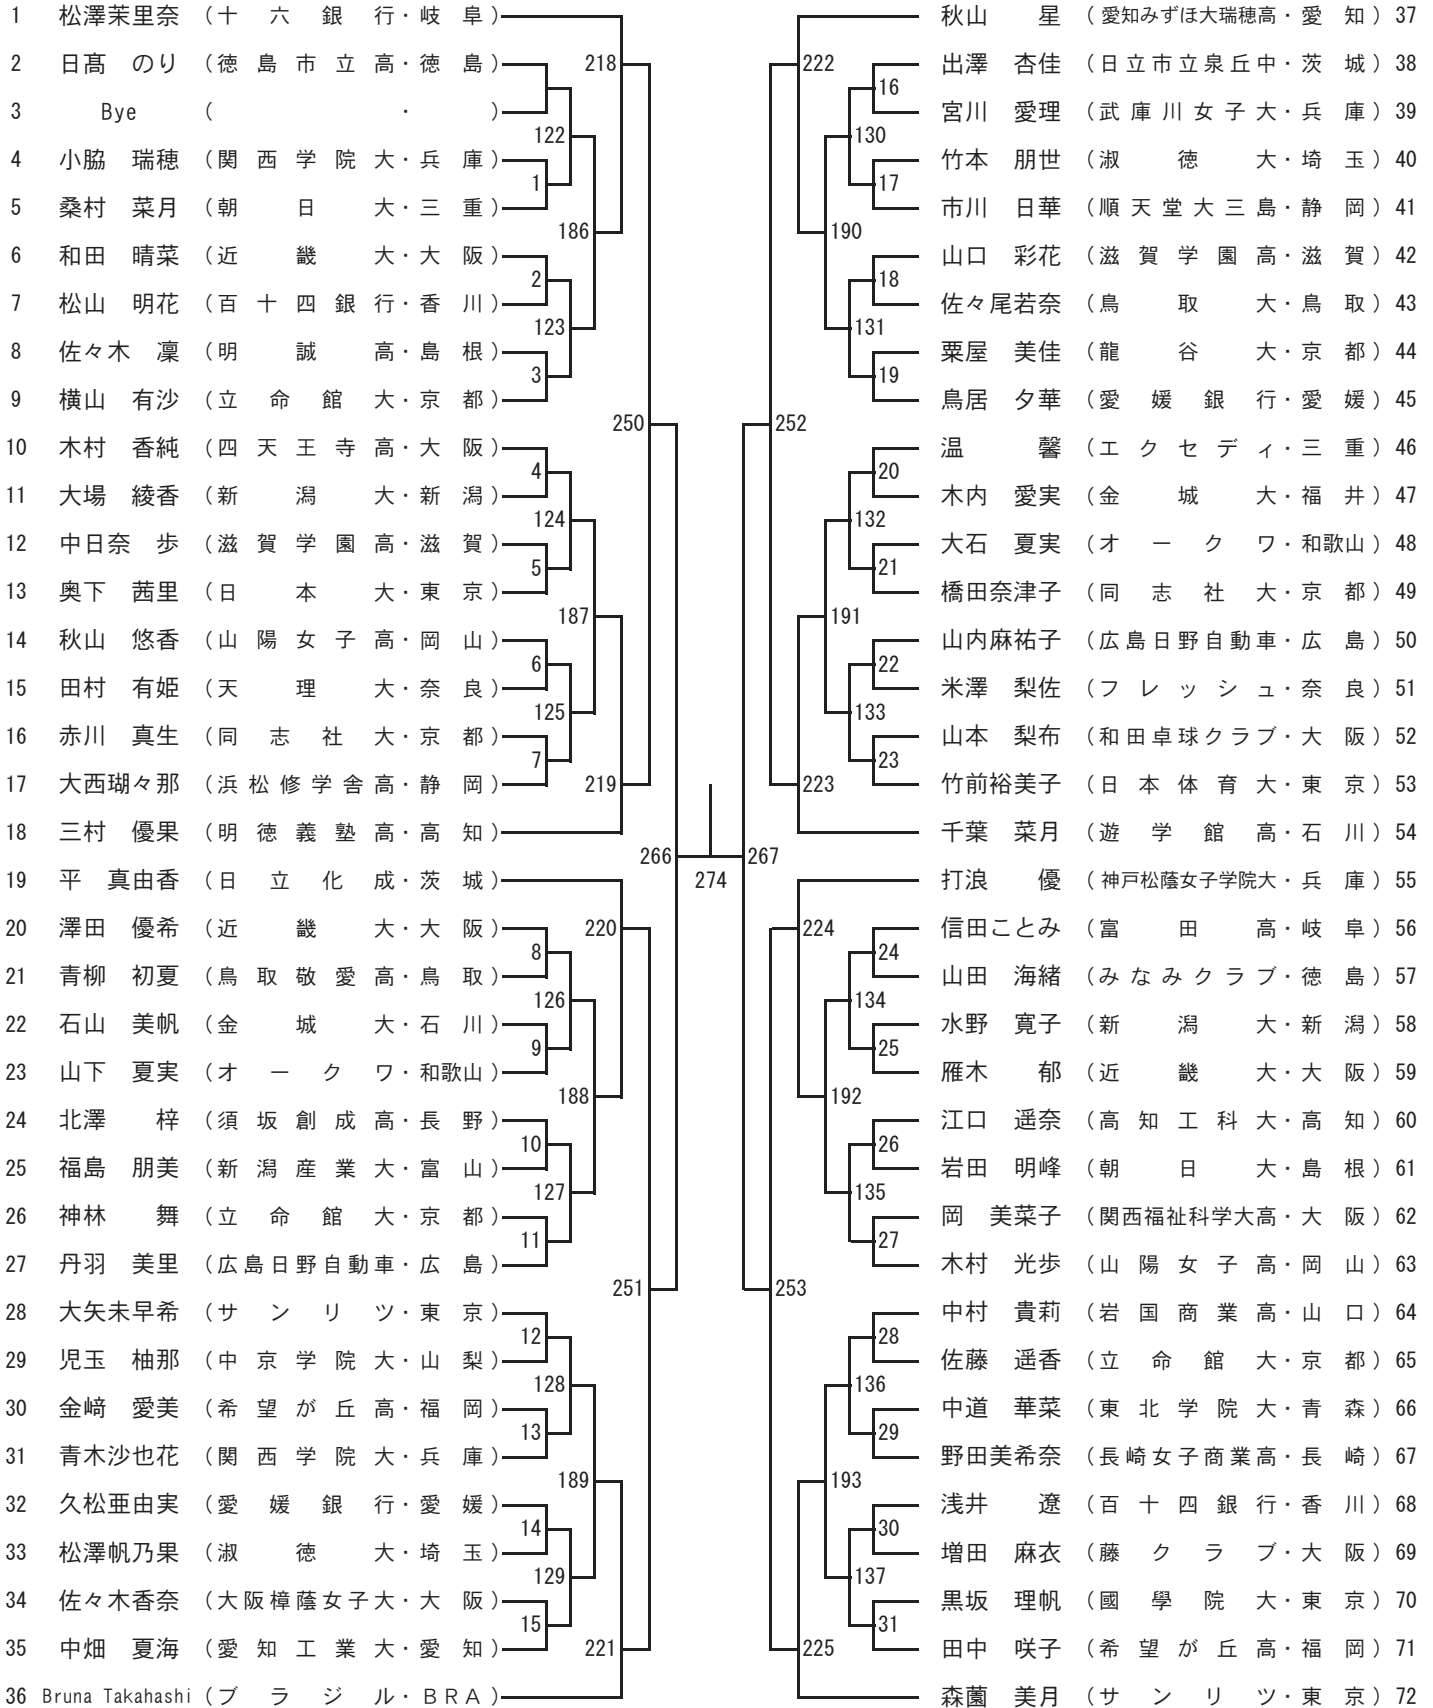 1 松澤茉里奈 (十六銀行・岐阜)
2 日髙 のり (徳島市立高・徳島)
3 Bye ( ・ )
4 小脇 瑞穂 (関西学院大・兵庫)
5 桑村 菜月 (朝日大・三重)
6 和田 晴菜 (近畿大・大阪)
7 松山 明花 (百十四銀行・香川)
8 佐々木 凜 (明誠高・島根)
9 横山 有沙 (立命館大・京都)
10 木村 香純 (四天王寺高・大阪)
11 大場 綾香 (新潟大・新潟)
12 中日奈 歩 (滋賀学園高・滋賀)
13 奥下 茜里 (日本大・東京)
14 秋山 悠香 (山陽女子高・岡山)
15 田村 有姫 (天理大・奈良)
16 赤川 真生 (同志社大・京都)
17 大西瑚々那 (浜松修学舎高・静岡)
18 三村 優果 (明徳義塾高・高知)
19 平 真由香 (日立化成・茨城)
20 澤田 優希 (近畿大・大阪)
21 青柳 初夏 (鳥取敬愛高・鳥取)
22 石山 美帆 (金城大・石川)
23 山下 夏実 (オークワ・和歌山)
24 北澤 梓 (須坂創成高・長野)
25 福島 朋美 (新潟産業大・富山)
26 神林 舞 (立命館大・京都)
27 丹羽 美里 (広島日野自動車・広島)
28 大矢未早希 (サンリツ・東京)
29 児玉 柚那 (中京学院大・山梨)
30 金﨑 愛美 (希望が丘高・福岡)
31 青木沙也花 (関西学院大・兵庫)
32 久松亜由実 (愛媛銀行・愛媛)
33 松澤帆乃果 (淑徳大・埼玉)
34 佐々木香奈 (大阪樟蔭女子大・大阪)
35 中畑 夏海 (愛知工業大・愛知)
36 Bruna Takahashi (ブラジル・BRA)
1
2
3
4
5
6
7
8
9
10
11
12
13
14
15
122
123
124
125
126
127
128
129
186
187
188
189
218
219
220
221
250
251
266
274
267
252
253
222
223
224
225
190
191
192
193
130
131
132
133
134
135
136
137
16
17
18
19
20
21
22
23
24
25
26
27
28
29
30
31
秋山 星 (愛知みずほ大瑞穂高・愛知) 37
出澤 杏佳 (日立市立泉丘中・茨城) 38
宮川 愛理 (武庫川女子大・兵庫) 39
竹本 朋世 (淑徳大・埼玉) 40
市川 日華 (順天堂大三島・静岡) 41
山口 彩花 (滋賀学園高・滋賀) 42
佐々尾若奈 (鳥取大・鳥取) 43
粟屋 美佳 (龍谷大・京都) 44
鳥居 夕華 (愛媛銀行・愛媛) 45
温 馨 (エクセディ・三重) 46
木内 愛実 (金城大・福井) 47
大石 夏実 (オークワ・和歌山) 48
橋田奈津子 (同志社大・京都) 49
山内麻祐子 (広島日野自動車・広島) 50
米澤 梨佐 (フレッシュ・奈良) 51
山本 梨布 (和田卓球クラブ・大阪) 52
竹前裕美子 (日本体育大・東京) 53
千葉 菜月 (遊学館高・石川) 54
打浪 優 (神戸松蔭女子学院大・兵庫) 55
信田ことみ (富田高・岐阜) 56
山田 海緒 (みなみクラブ・徳島) 57
水野 寛子 (新潟大・新潟) 58
雁木 郁 (近畿大・大阪) 59
江口 遥奈 (高知工科大・高知) 60
岩田 明峰 (朝日大・島根) 61
岡 美菜子 (関西福祉科学大高・大阪) 62
木村 光歩 (山陽女子高・岡山) 63
中村 貴莉 (岩国商業高・山口) 64
佐藤 遥香 (立命館大・京都) 65
中道 華菜 (東北学院大・青森) 66
野田美希奈 (長崎女子商業高・長崎) 67
浅井 遼 (百十四銀行・香川) 68
増田 麻衣 (藤クラブ・大阪) 69
黒坂 理帆 (國學院大・東京) 70
田中 咲子 (希望が丘高・福岡) 71
森薗 美月 (サンリツ・東京) 72